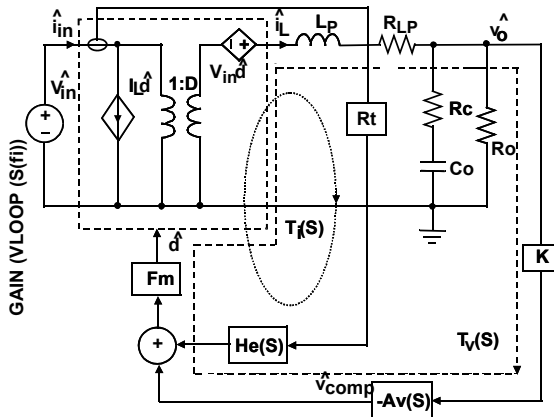 î_in
î_L
L_P
R_LP
v̂_o
V̂_in
I_L d̂
1:D
V_in d̂
Rt
Rc
Ro
Co
T_i(S)
K
d̂
Fm
+
He(S)
T_V(S)
v̂_comp
-Av(S)
GAIN (VLOOP (S(fi))